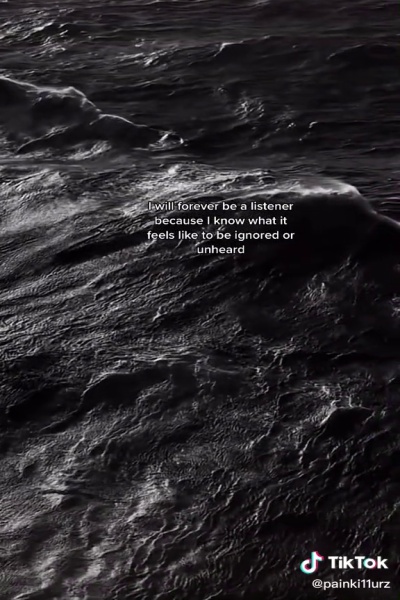 I will forever be a listener
because I know what it
feels like to be ignored or
unheard
TikTok
@painki11urz